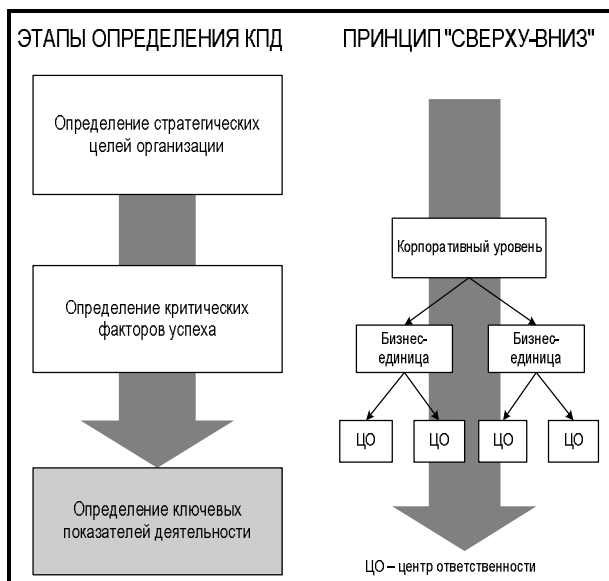 ЭТАПЫ ОПРЕДЕЛЕНИЯ КПД
Определение стратегических
целей организации
Определение критических
факторов успеха
Определение ключевых
показателей деятельности
ПРИНЦИП "СВЕРХУ-ВНИЗ"
Корпоративный уровень
Бизнес-
единица
Бизнес-
единица
ЦО
ЦО
ЦО
ЦО
ЦО – центр ответственности